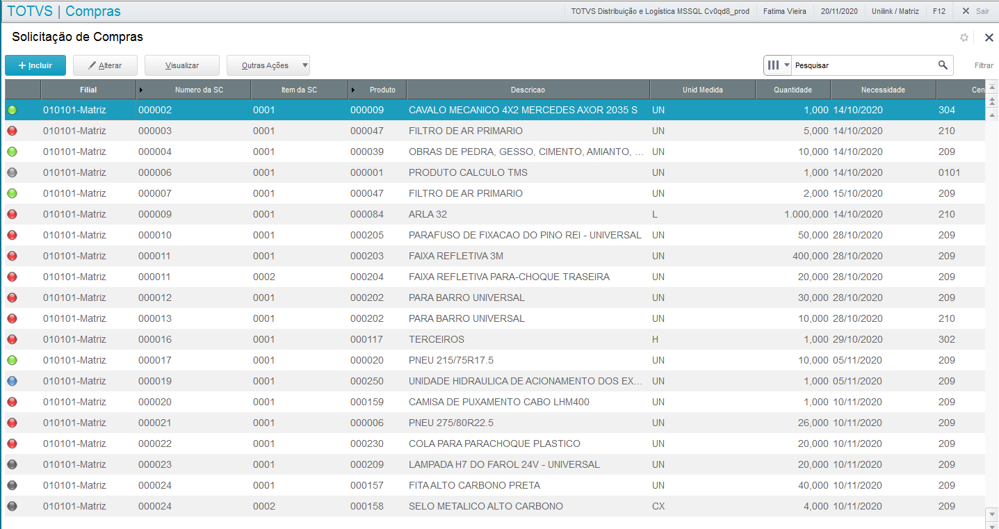 TOTVS | Compras TOTVS Distribuição e Logística MSSQL Cv0qd8_prod Fatima Vieira 20/11/2020 Unilink / Matriz F12 Sair
Solicitação de Compras
Incluir Alterar Visualizar Outras Ações Pesquisar Filtrar
Filial Numero da SC Item da SC Produto Descricao Unid Medida Quantidade Necessidade Cen
010101-Matriz 000002 0001 000009 CAVALO MECANICO 4X2 MERCEDES AXOR 2035 S UN 1,000 14/10/2020 304
010101-Matriz 000003 0001 000047 FILTRO DE AR PRIMARIO UN 5,000 14/10/2020 210
010101-Matriz 000004 0001 000039 OBRAS DE PEDRA, GESSO, CIMENTO, AMIANTO, ... UN 10,000 14/10/2020 209
010101-Matriz 000006 0001 000001 PRODUTO CALCULO TMS UN 1,000 14/10/2020 0101
010101-Matriz 000007 0001 000047 FILTRO DE AR PRIMARIO UN 2,000 15/10/2020 209
010101-Matriz 000009 0001 000084 ARLA 32 L 1.000,000 14/10/2020 210
010101-Matriz 000010 0001 000205 PARAFUSO DE FIXACAO DO PINO REI - UNIVERSAL UN 50,000 28/10/2020 209
010101-Matriz 000011 0001 000203 FAIXA REFLETIVA 3M UN 400,000 28/10/2020 209
010101-Matriz 000011 0002 000204 FAIXA REFLETIVA PARA-CHOQUE TRASEIRA UN 20,000 28/10/2020 209
010101-Matriz 000012 0001 000202 PARA BARRO UNIVERSAL UN 30,000 28/10/2020 209
010101-Matriz 000013 0001 000202 PARA BARRO UNIVERSAL UN 10,000 28/10/2020 210
010101-Matriz 000016 0001 000117 TERCEIROS H 1,000 29/10/2020 302
010101-Matriz 000017 0001 000020 PNEU 215/75R17.5 UN 10,000 05/11/2020 209
010101-Matriz 000019 0001 000250 UNIDADE HIDRAULICA DE ACIONAMENTO DOS EX... UN 1,000 05/11/2020 209
010101-Matriz 000020 0001 000159 CAMISA DE PUXAMENTO CABO LHM400 UN 1,000 10/11/2020 209
010101-Matriz 000021 0001 000006 PNEU 275/80R22.5 UN 26,000 10/11/2020 209
010101-Matriz 000022 0001 000230 COLA PARA PARACHOQUE PLASTICO UN 20,000 10/11/2020 209
010101-Matriz 000023 0001 000209 LAMPADA H7 DO FAROL 24V - UNIVERSAL UN 20,000 10/11/2020 209
010101-Matriz 000024 0001 000157 FITA ALTO CARBONO PRETA UN 40,000 10/11/2020 209
010101-Matriz 000024 0002 000158 SELO METALICO ALTO CARBONO CX 4,000 10/11/2020 209